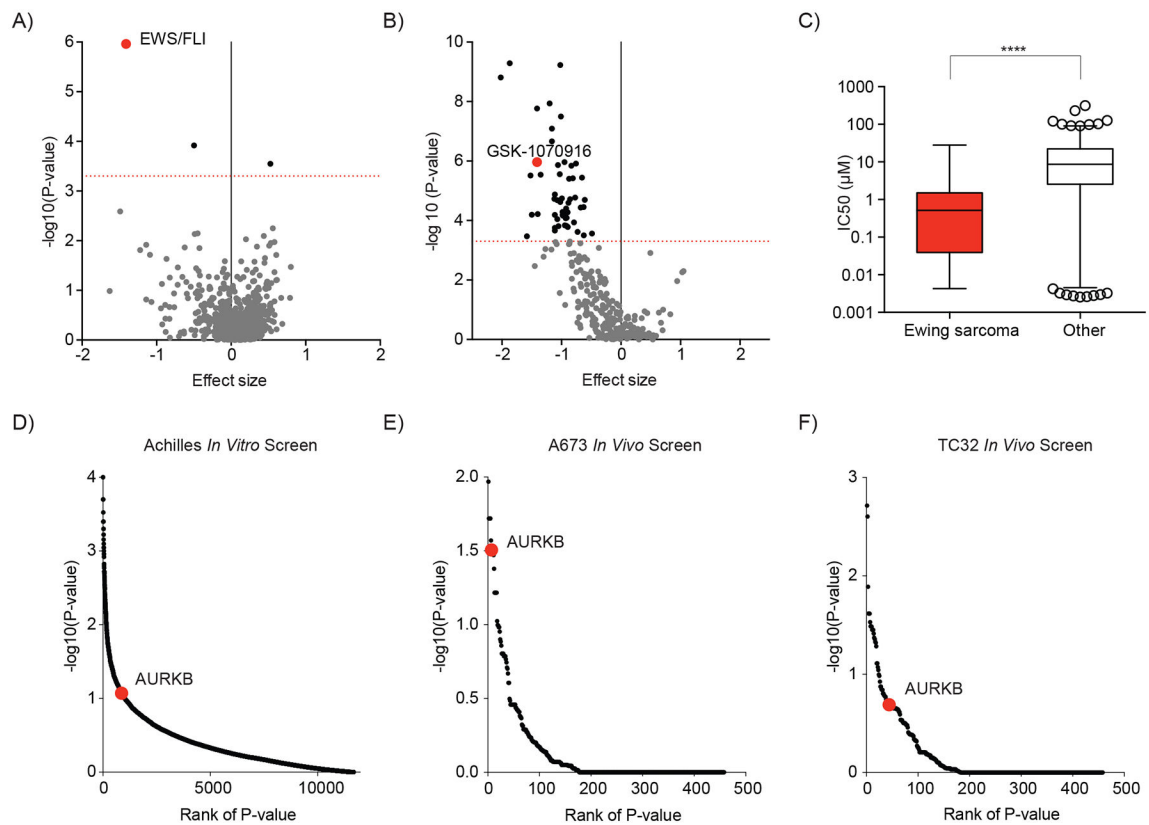 A)
EWS/FLI
6
5
4
3
2
1
0
-2
-1
0
1
2
-log10(P-value)
Effect size
B)
GSK-1070916
10
8
6
4
2
0
-2
-1
0
1
2
-log 10 (P-value)
Effect size
C)
****
1000
100
10
1
0.1
0.01
0.001
IC50 (µM)
Ewing sarcoma
Other
D)
Achilles In Vitro Screen
4
3
2
1
0
AURKB
0
5000
10000
-log10(P-value)
Rank of P-value
E)
A673 In Vivo Screen
2.0
1.5
1.0
0.5
0.0
AURKB
0
100
200
300
400
500
-log10(P-value)
Rank of P-value
F)
TC32 In Vivo Screen
3
2
1
0
AURKB
0
100
200
300
400
500
-log10(P-value)
Rank of P-value